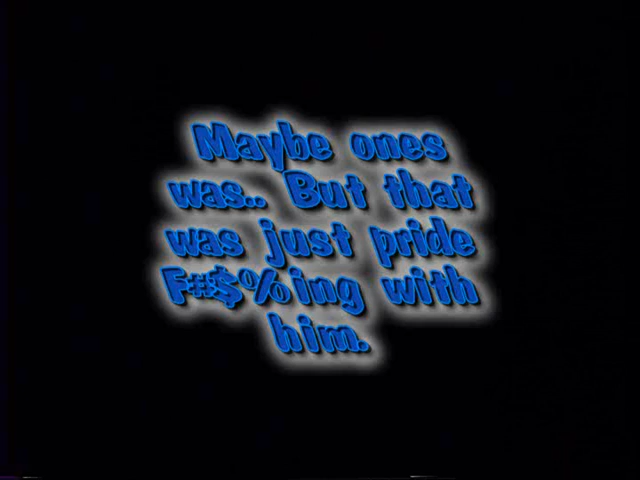 Maybe ones
was.. But that
was just pride
F#$%ing with
him.